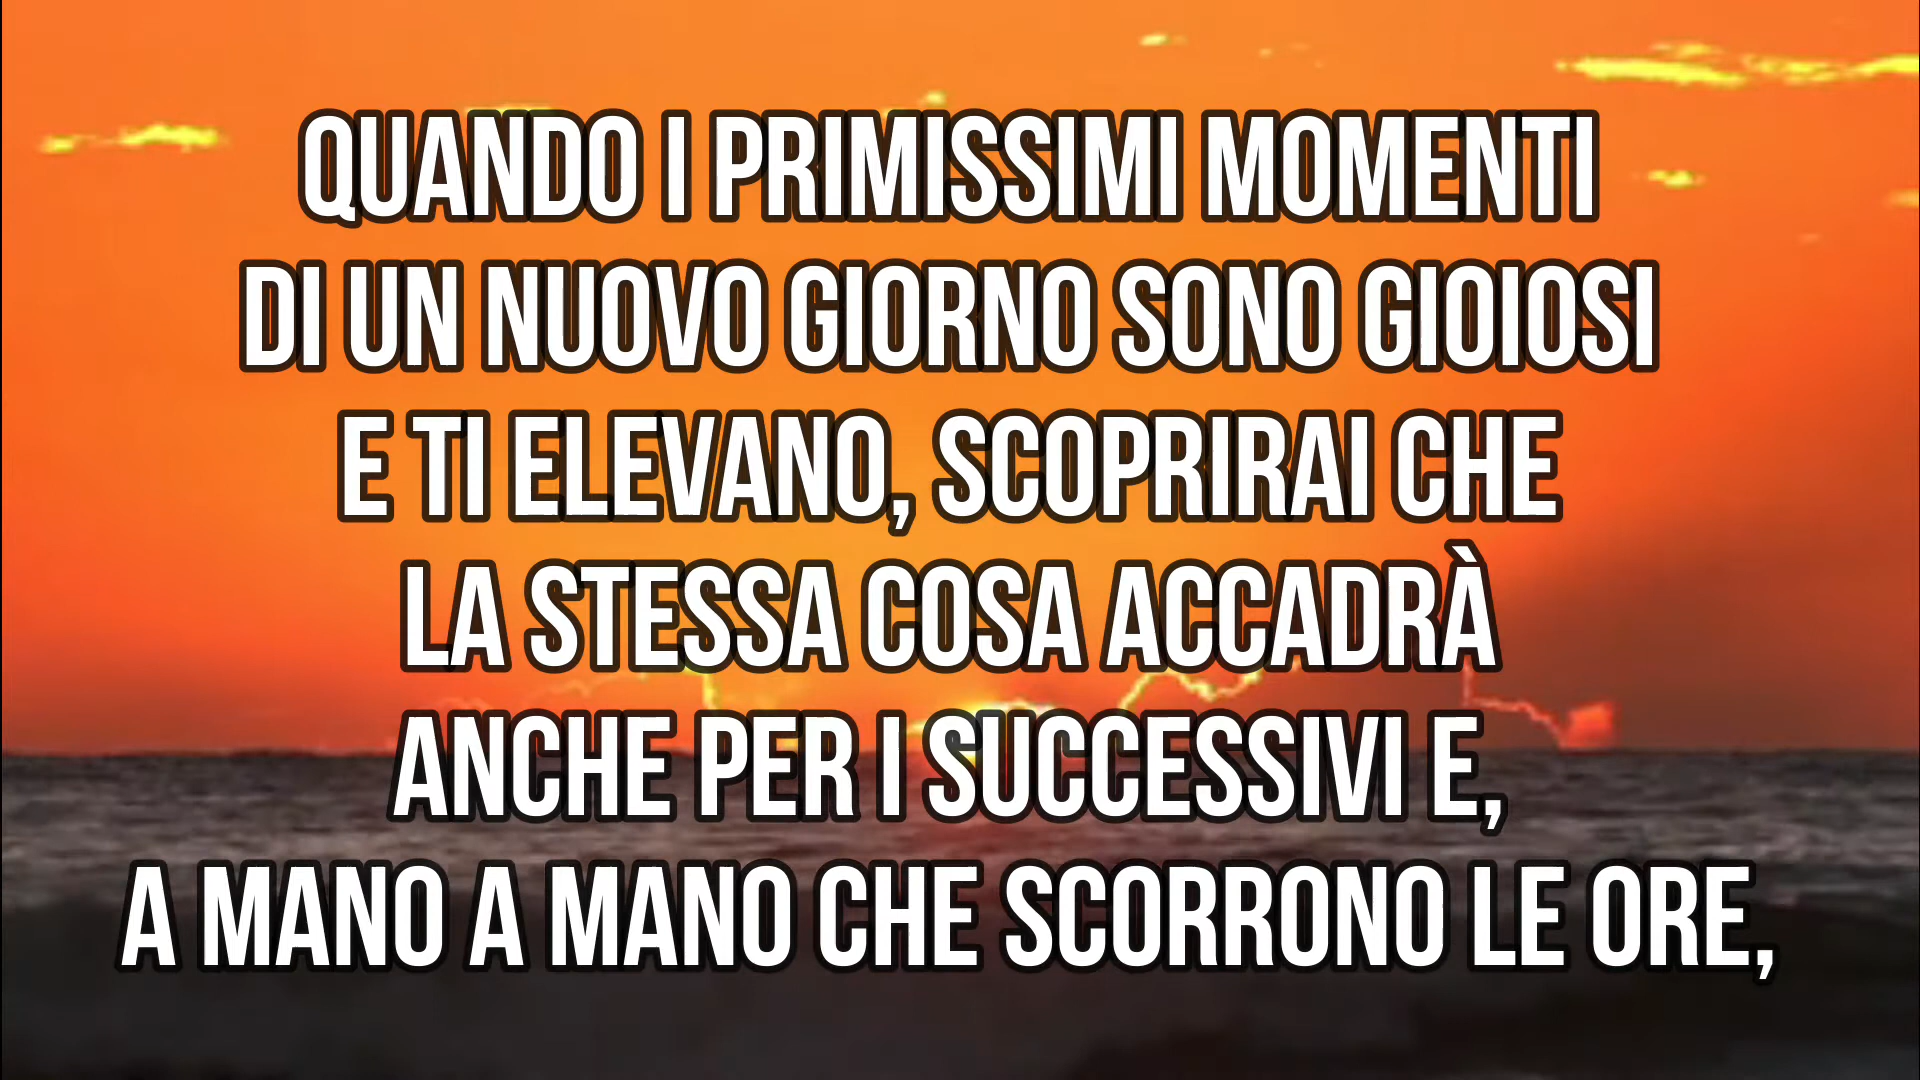 QUANDO I PRIMISSIMI MOMENTI
DI UN NUOVO GIORNO SONO GIOIOSI
E TI ELEVANO, SCOPRIRAI CHE
LA STESSA COSA ACCADRÀ
ANCHE PER I SUCCESSIVI E,
A MANO A MANO CHE SCORRONO LE ORE,